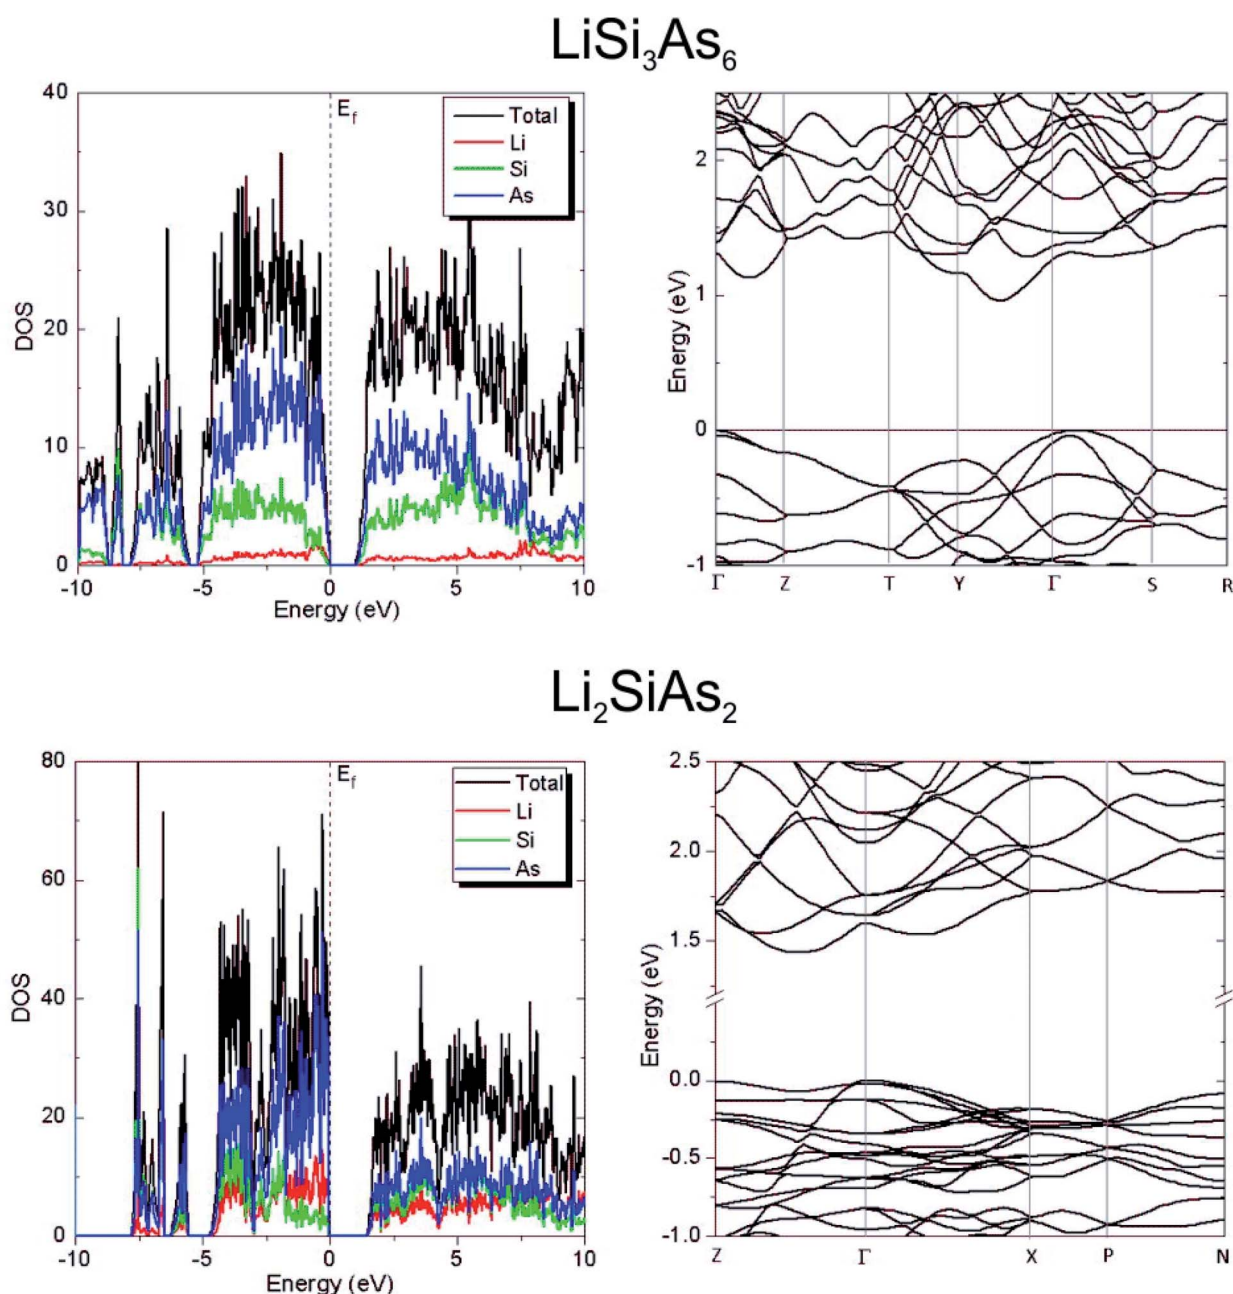 LiSi₃As₆
40
30
20
10
0
DOS
-10 -5 0 5 10
Energy (eV)
E_f
Total
Li
Si
As
2
1
0
-1
Energy (eV)
Γ Z T Y Γ S R
Li₂SiAs₂
80
60
40
20
0
DOS
-10 -5 0 5 10
Energy (eV)
E_f
Total
Li
Si
As
2.5
2.0
1.5
0.0
-0.5
-1.0
Energy (eV)
Z Γ X P N